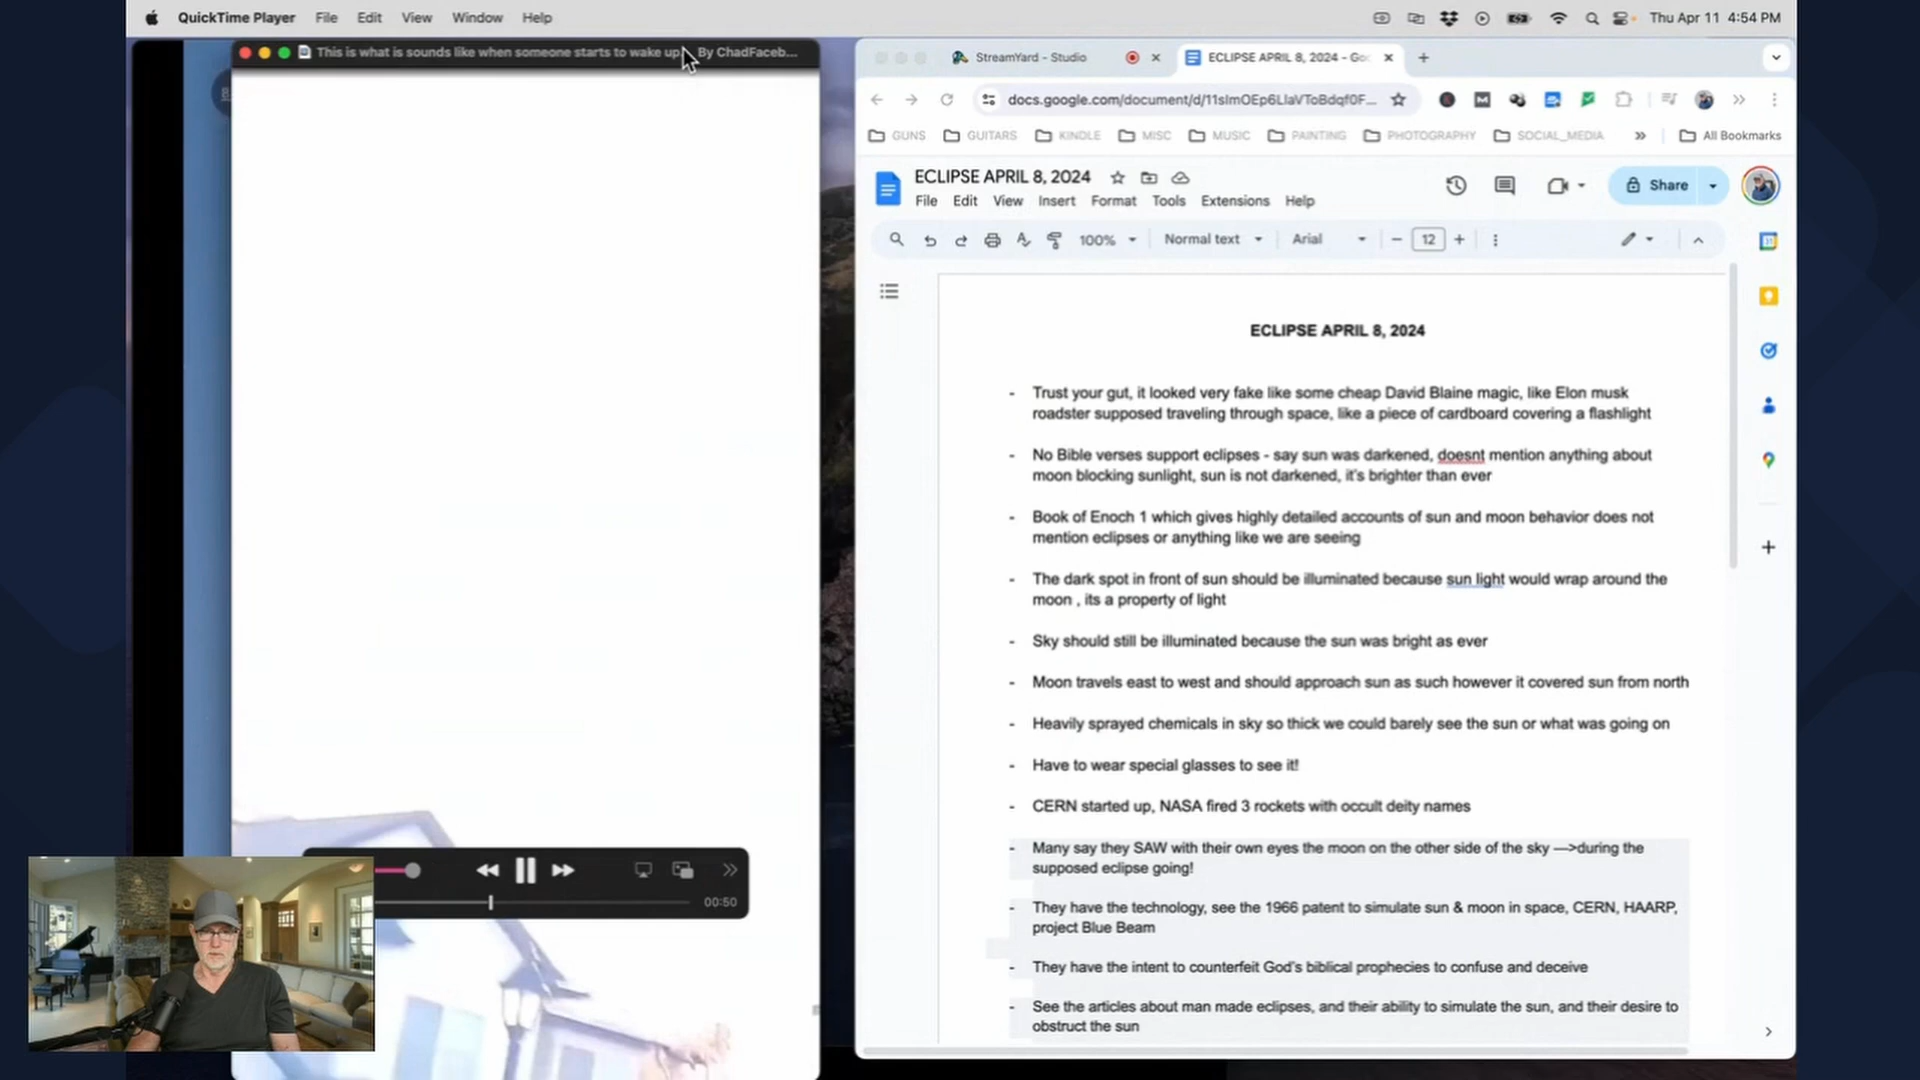 QuickTime Player File Edit View Window Help
Thu Apr 11 4:54 PM
This is what is sounds like when someone starts to wake up. By ChadFaceb...
StreamYard - Studio
ECLIPSE APRIL 8, 2024 - Goo
GUNS GUITARS KINDLE MISC MUSIC PAINTING PHOTOGRAPHY SOCIAL_MEDIA » All Bookmarks
ECLIPSE APRIL 8, 2024
File Edit View Insert Format Tools Extensions Help
Share
100% Normal text Arial − 12 +
ECLIPSE APRIL 8, 2024
- Trust your gut, it looked very fake like some cheap David Blaine magic, like Elon musk
roadster supposed traveling through space, like a piece of cardboard covering a flashlight
- No Bible verses support eclipses - say sun was darkened, doesnt mention anything about
moon blocking sunlight, sun is not darkened, it's brighter than ever
- Book of Enoch 1 which gives highly detailed accounts of sun and moon behavior does not
mention eclipses or anything like we are seeing
- The dark spot in front of sun should be illuminated because sun light would wrap around the
moon , its a property of light
- Sky should still be illuminated because the sun was bright as ever
- Moon travels east to west and should approach sun as such however it covered sun from north
- Heavily sprayed chemicals in sky so thick we could barely see the sun or what was going on
- Have to wear special glasses to see it!
- CERN started up, NASA fired 3 rockets with occult deity names
- Many say they SAW with their own eyes the moon on the other side of the sky —>during the
supposed eclipse going!
- They have the technology, see the 1966 patent to simulate sun & moon in space, CERN, HAARP,
project Blue Beam
- They have the intent to counterfeit God's biblical prophecies to confuse and deceive
- See the articles about man made eclipses, and their ability to simulate the sun, and their desire to
obstruct the sun
00:50